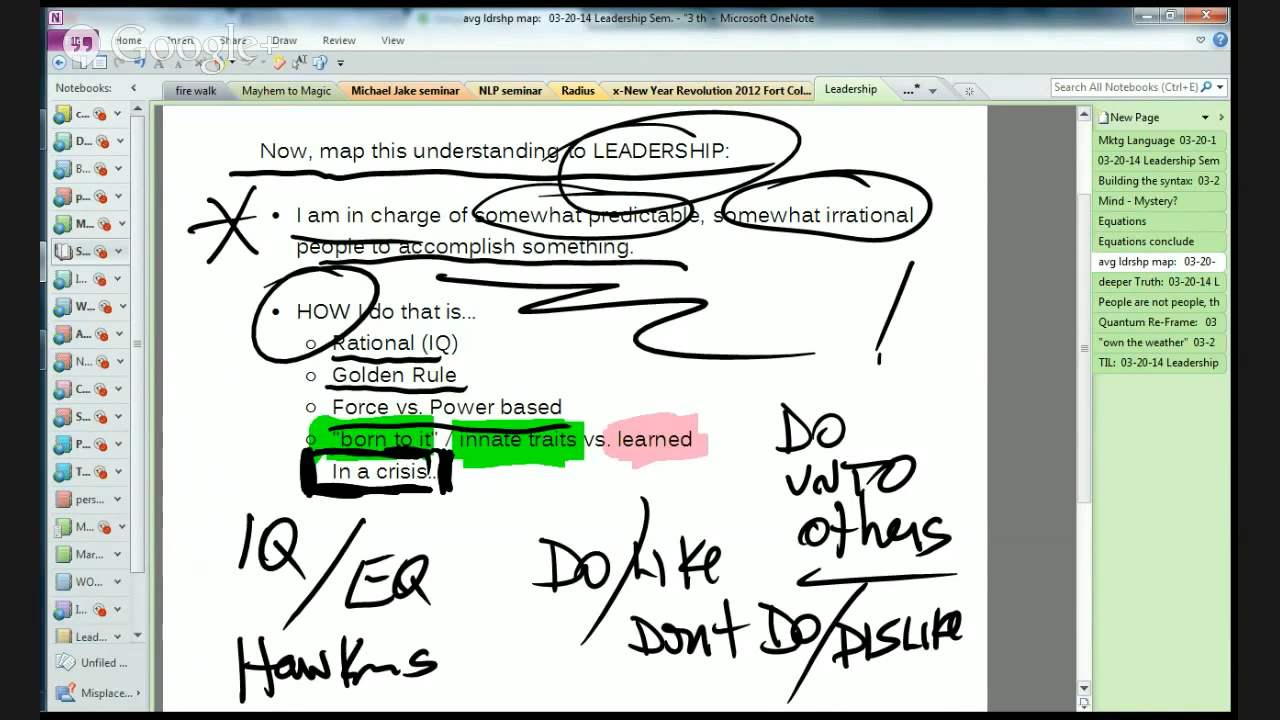 avg ldrshp map: 03-20-14 Leadership Sem. - "3 th - Microsoft OneNote
Google+
Home Insert Share Draw Review View
Notebooks:
fire walk Mayhem to Magic Michael Jake seminar NLP seminar Radius x-New Year Revolution 2012 Fort Col... Leadership ...*
Search All Notebooks (Ctrl+E)
C...
D...
B...
p...
M...
S...
I...
W...
A...
N...
C...
S...
P...
T...
pers...
M...
Mar...
WO...
I...
Lead...
Unfiled ...
Misplace...
Now, map this understanding to LEADERSHIP:
• I am in charge of somewhat predictable, somewhat irrational
people to accomplish something.
• HOW I do that is...
o Rational (IQ)
o Golden Rule
o Force vs. Power based
o "born to it" / innate traits vs. learned
In a crisis!..
!
DO
UNTO
others
IQ/EQ
DO/LIKE
DON'T DO/DISLIKE
Hawkins
New Page
Mktg Language 03-20-1
03-20-14 Leadership Sem
Building the syntax: 03-2
Mind - Mystery?
Equations
Equations conclude
avg ldrshp map: 03-20-
deeper Truth: 03-20-14 L
People are not people, th
Quantum Re-Frame: 03
"own the weather" 03-2
TIL: 03-20-14 Leadership